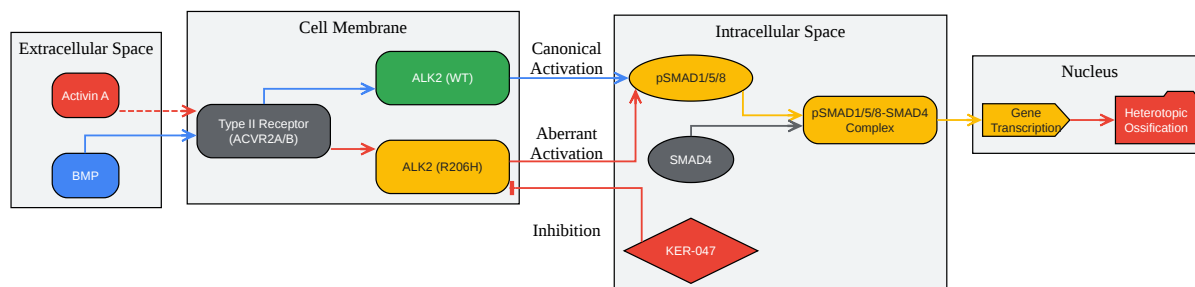 Extracellular Space
Activin A
BMP
Cell Membrane
Type II Receptor
(ACVR2A/B)
ALK2 (WT)
ALK2 (R206H)
Canonical
Activation
Aberrant
Activation
Inhibition
Intracellular Space
pSMAD1/5/8
SMAD4
KER-047
pSMAD1/5/8-SMAD4
Complex
Nucleus
Gene
Transcription
Heterotopic
Ossification